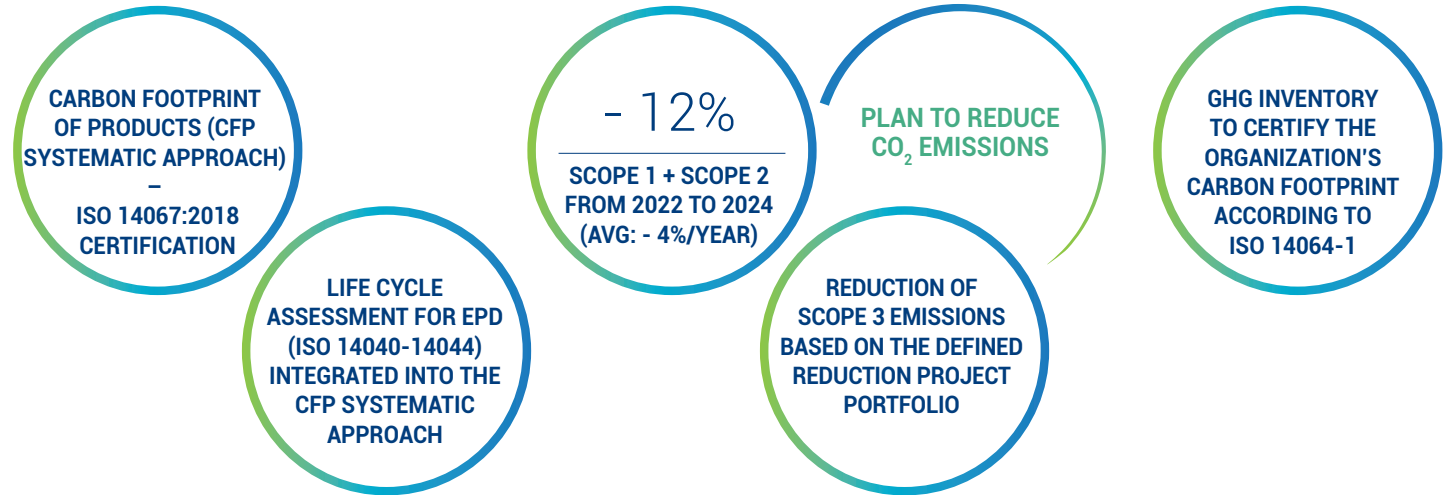 CARBON FOOTPRINT
OF PRODUCTS (CFP
SYSTEMATIC APPROACH)
–
ISO 14067:2018
CERTIFICATION
LIFE CYCLE
ASSESSMENT FOR EPD
(ISO 14040-14044)
INTEGRATED INTO THE
CFP SYSTEMATIC
APPROACH
- 12%
SCOPE 1 + SCOPE 2
FROM 2022 TO 2024
(AVG: - 4%/YEAR)
PLAN TO REDUCE
CO₂ EMISSIONS
REDUCTION OF
SCOPE 3 EMISSIONS
BASED ON THE DEFINED
REDUCTION PROJECT
PORTFOLIO
GHG INVENTORY
TO CERTIFY THE
ORGANIZATION'S
CARBON FOOTPRINT
ACCORDING TO
ISO 14064-1